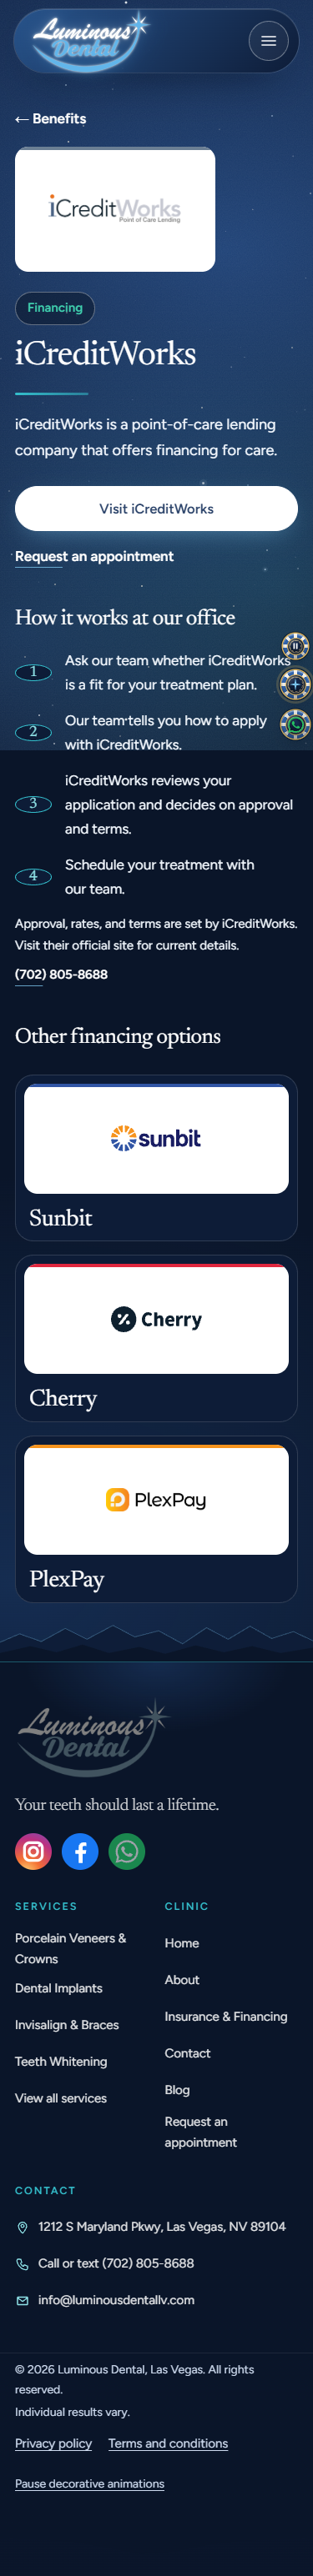 Luminous
Dental
← Benefits
iCreditWorks
Point of Care Lending
Financing
iCreditWorks
iCreditWorks is a point-of-care lending
company that offers financing for care.
Visit iCreditWorks
Request an appointment
How it works at our office
1
Ask our team whether iCreditWorks
is a fit for your treatment plan.
2
Our team tells you how to apply
with iCreditWorks.
3
iCreditWorks reviews your
application and decides on approval
and terms.
4
Schedule your treatment with
our team.
Approval, rates, and terms are set by iCreditWorks.
Visit their official site for current details.
(702) 805-8688
Other financing options
sunbit
Sunbit
Cherry
Cherry
PlexPay
PlexPay
Luminous
Dental
Your teeth should last a lifetime.
SERVICES
Porcelain Veneers &
Crowns
Dental Implants
Invisalign & Braces
Teeth Whitening
View all services
CLINIC
Home
About
Insurance & Financing
Contact
Blog
Request an
appointment
CONTACT
1212 S Maryland Pkwy, Las Vegas, NV 89104
Call or text (702) 805-8688
info@luminousdentallv.com
© 2026 Luminous Dental, Las Vegas. All rights
reserved.
Individual results vary.
Privacy policy Terms and conditions
Pause decorative animations